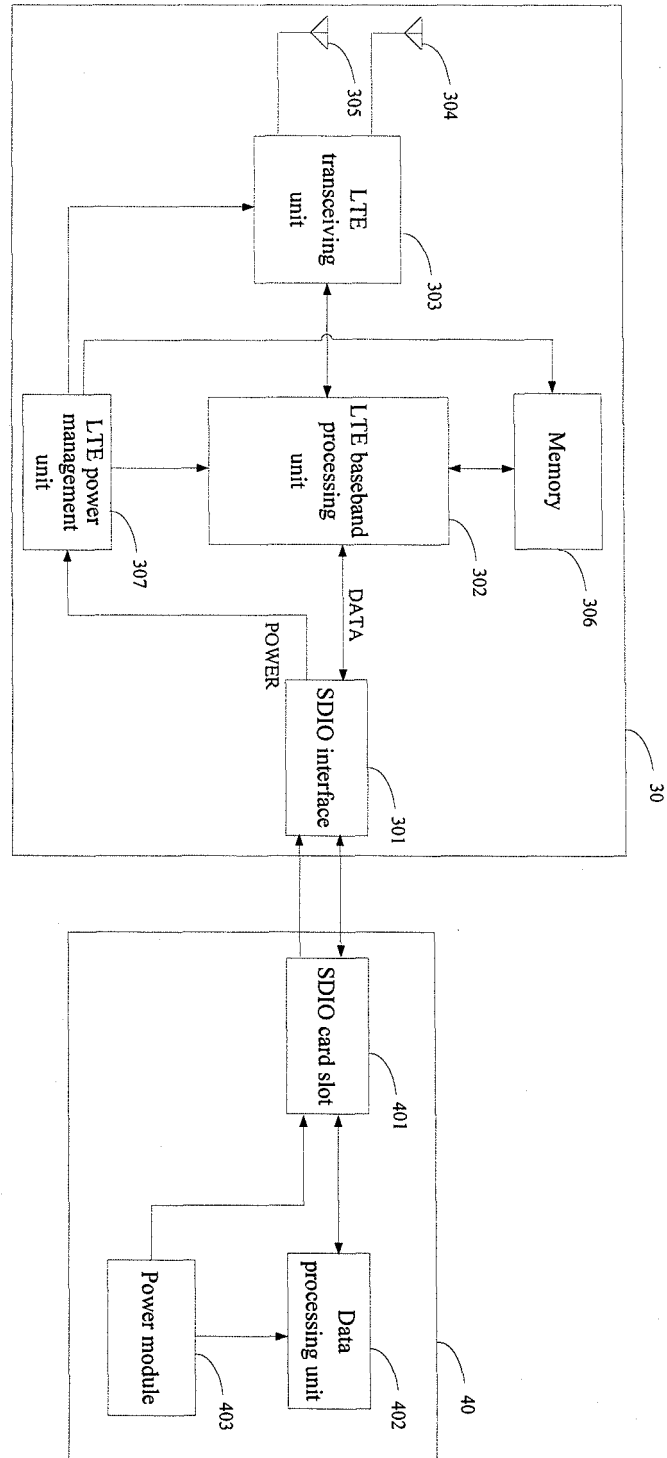 305
304
LTE
transceiving
unit
303
LTE power
management
unit
307
LTE baseband
processing
unit
302
Memory
306
DATA
POWER
SDIO interface
301
30
SDIO card slot
401
Power module
403
Data
processing unit
402
40